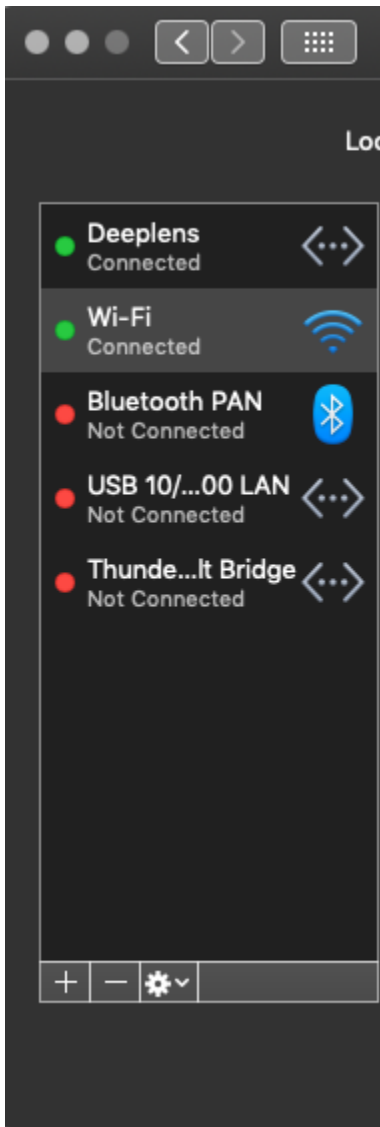 Loc
Deeplens
Connected
Wi-Fi
Connected
Bluetooth PAN
Not Connected
USB 10/...00 LAN
Not Connected
Thunde...lt Bridge
Not Connected